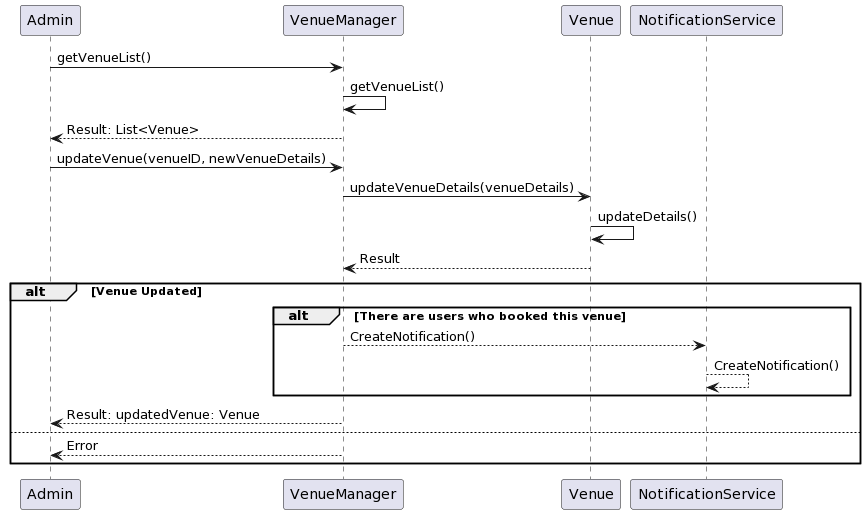 Admin VenueManager Venue NotificationService
getVenueList()
getVenueList()
Result: List<Venue>
updateVenue(venueID, newVenueDetails)
updateVenueDetails(venueDetails)
updateDetails()
Result
alt [Venue Updated]
alt [There are users who booked this venue]
CreateNotification()
CreateNotification()
Result: updatedVenue: Venue
Error
Admin VenueManager Venue NotificationService